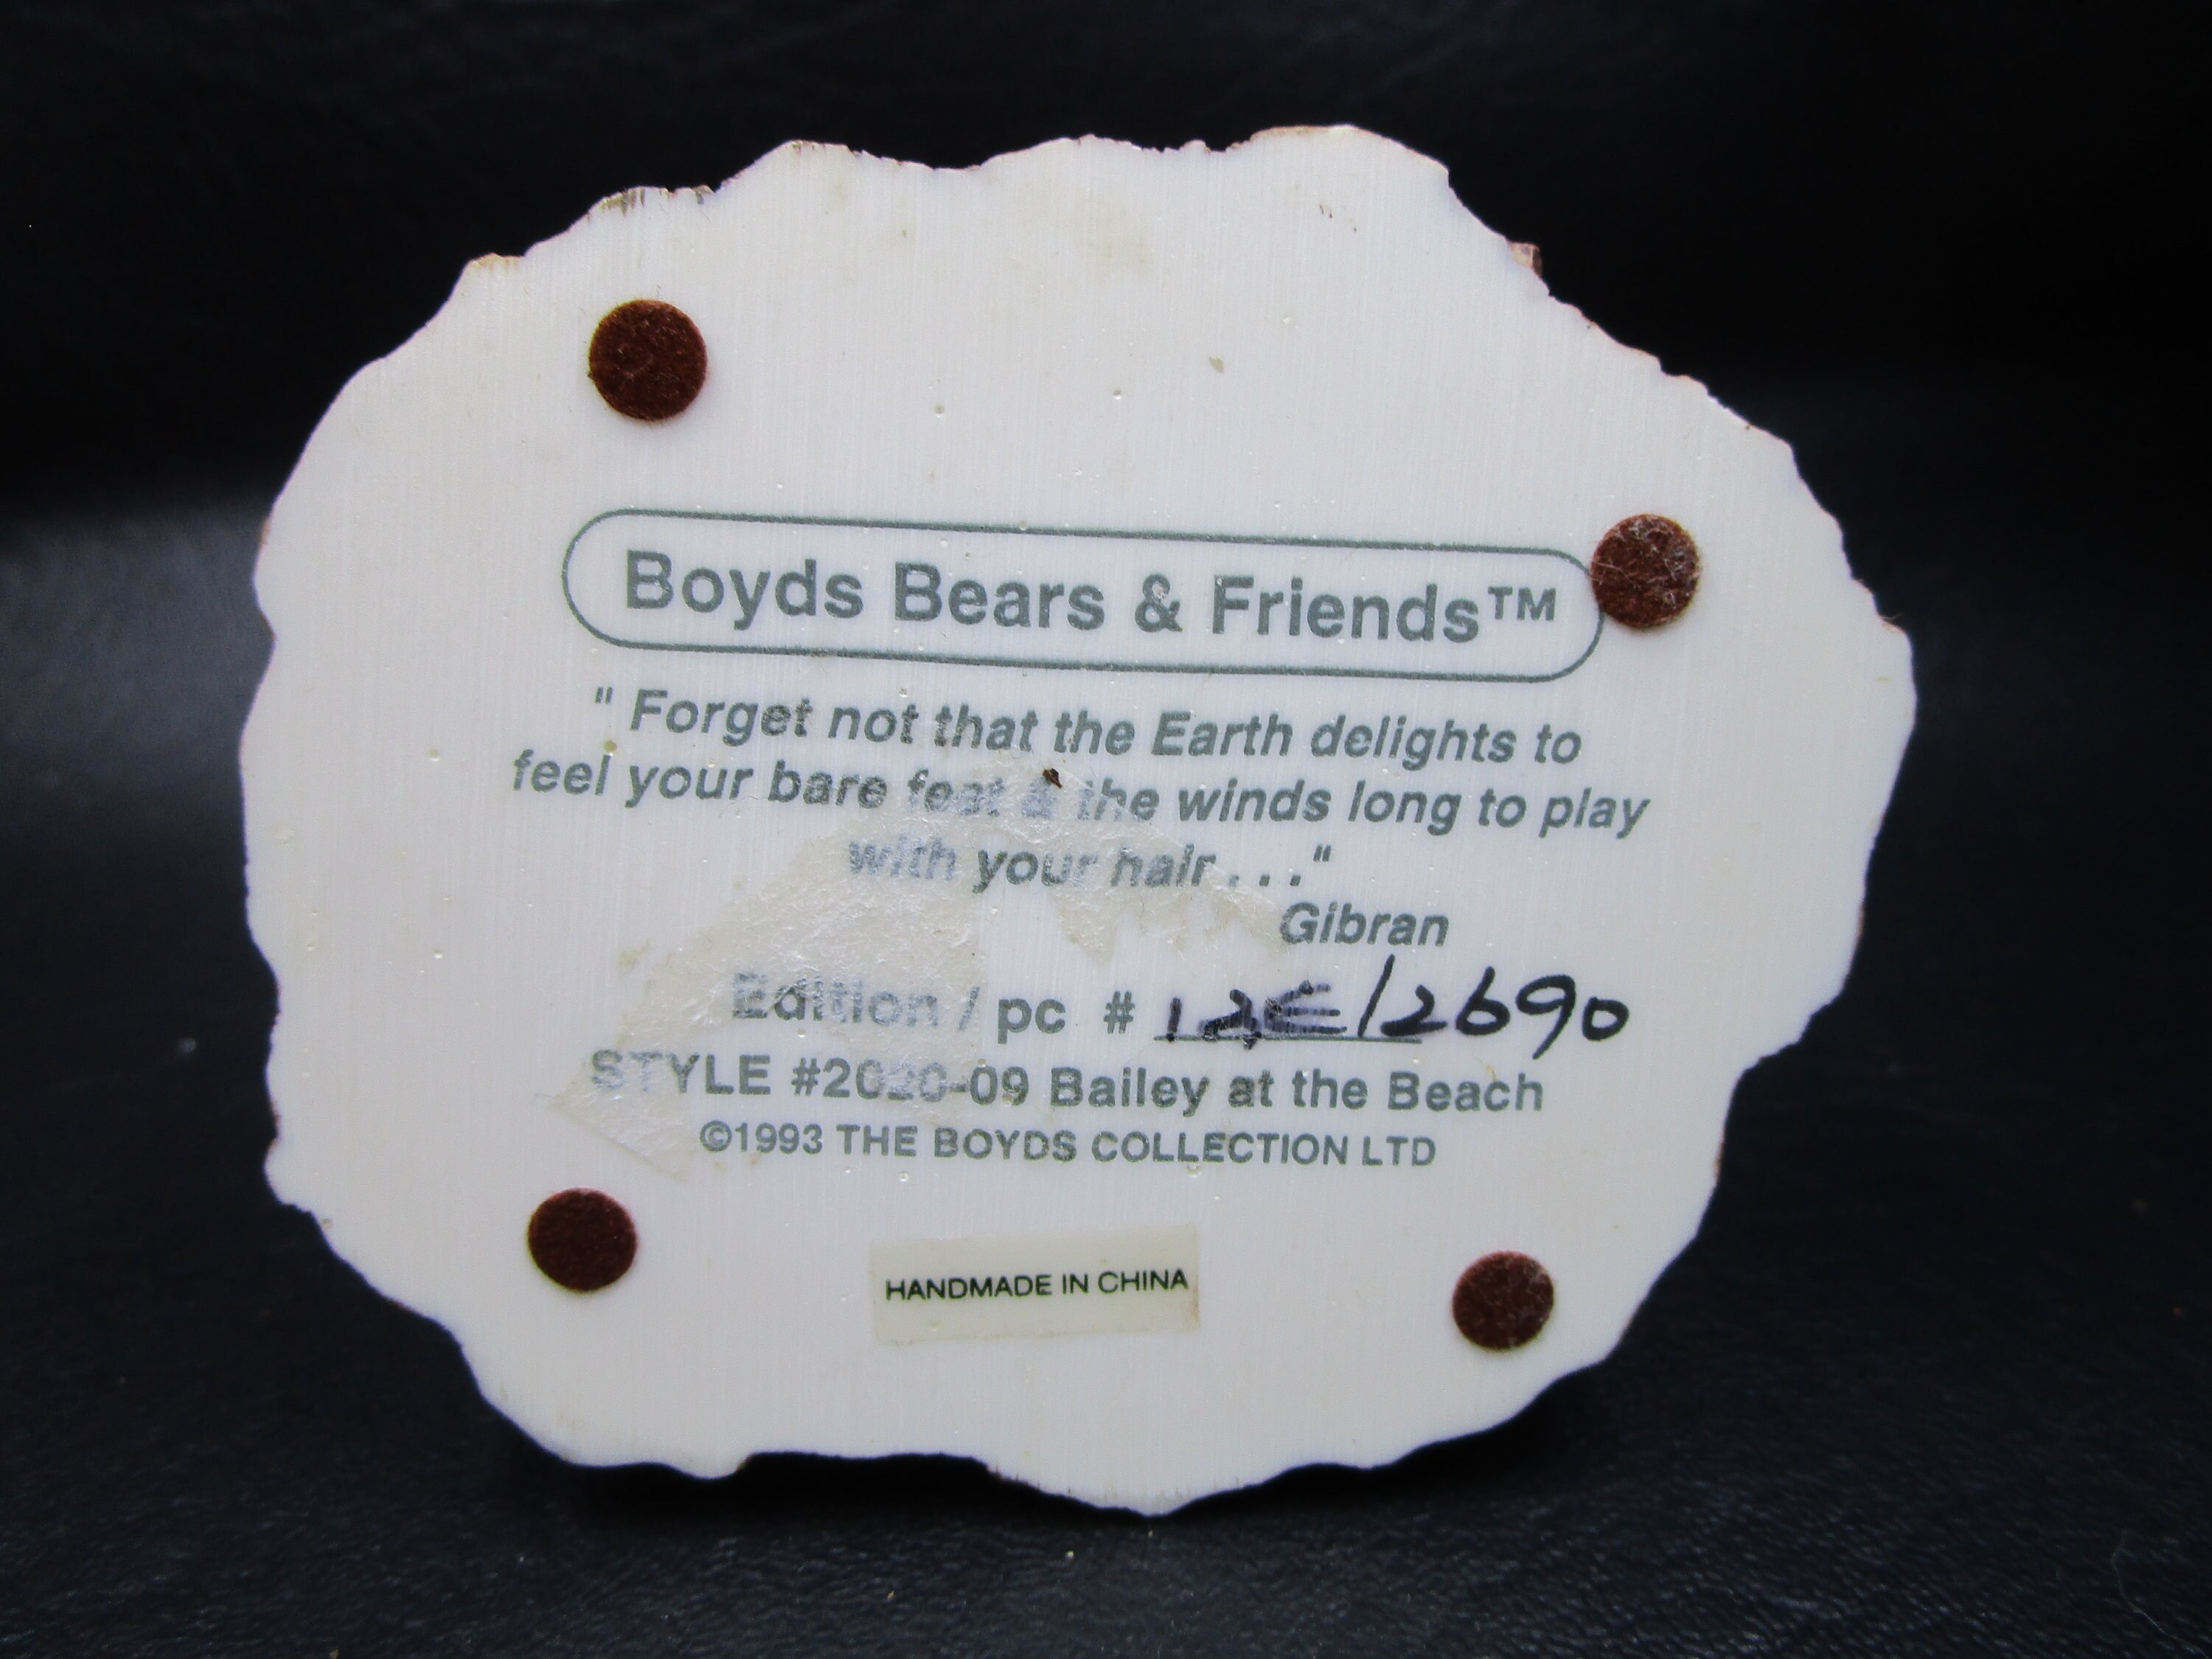 Boyds Bears & Friends™
" Forget not that the Earth delights to
feel your bare feet & the winds long to play
with your hair . . ."
Gibran
Edition / pc # 12E/2690
STYLE #2020-09 Bailey at the Beach
©1993 THE BOYDS COLLECTION LTD
HANDMADE IN CHINA